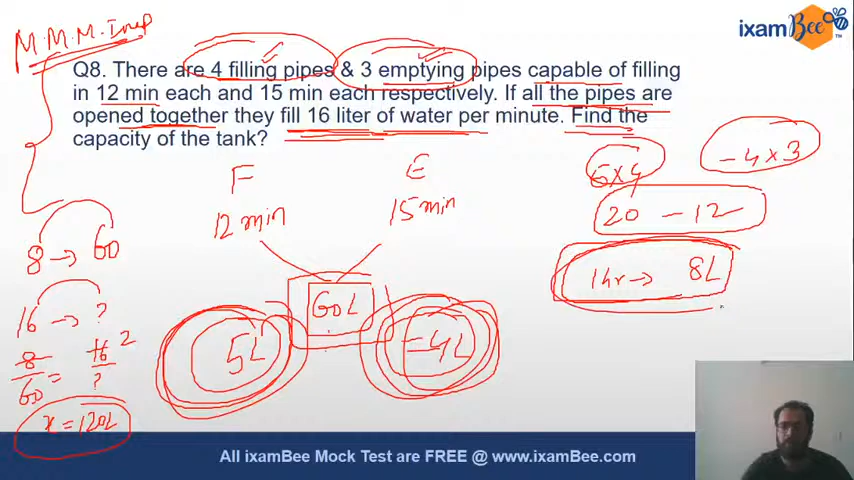 M.M.M. Imp
ixamBee
Q8. There are 4 filling pipes & 3 emptying pipes capable of filling
in 12 min each and 15 min each respectively. If all the pipes are
opened together they fill 16 liter of water per minute. Find the
capacity of the tank?
F E
12 min 15 min
60L
5L -4L
5x4 -4x3
20 - 12
1hr→ 8L
8→ 60
16 → ?
8/60 = 16/? 2
x = 120L
All ixamBee Mock Test are FREE @ www.ixamBee.com